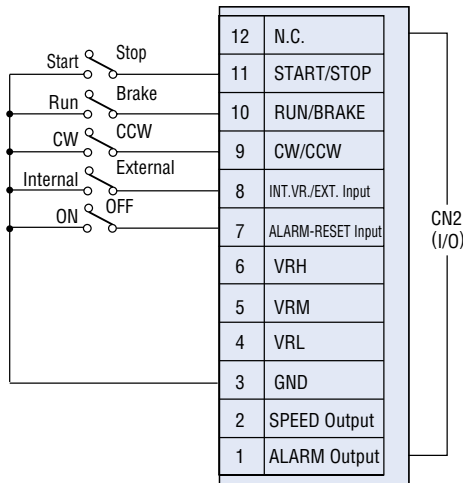 12 N.C.
Start Stop 11 START/STOP
Run Brake 10 RUN/BRAKE
CW CCW 9 CW/CCW
Internal External 8 INT.VR./EXT. Input
ON OFF 7 ALARM-RESET Input
6 VRH
5 VRM
4 VRL
3 GND
2 SPEED Output
1 ALARM Output
CN2
(I/O)